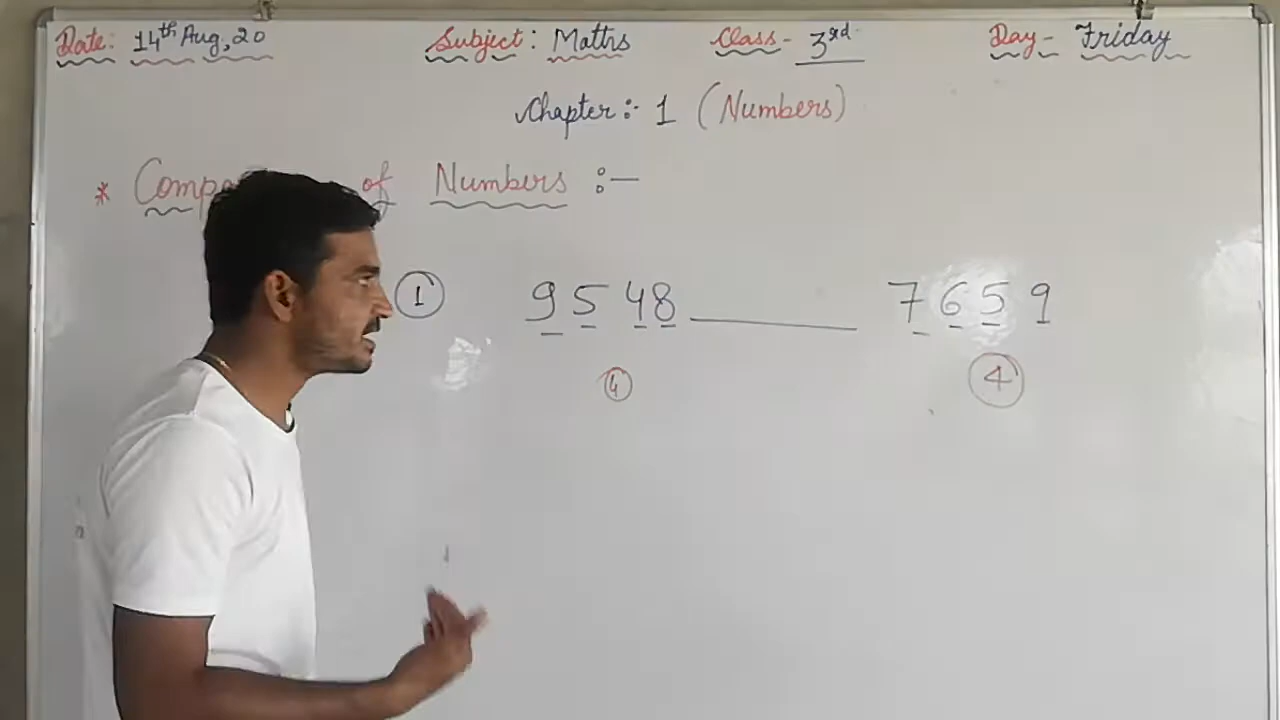 Date: 14th Aug, 20 Subject: Maths Class- 3rd Day- Friday
Chapter:- 1 (Numbers)
* of Numbers :-
1 9548 ________ 7659
4 4